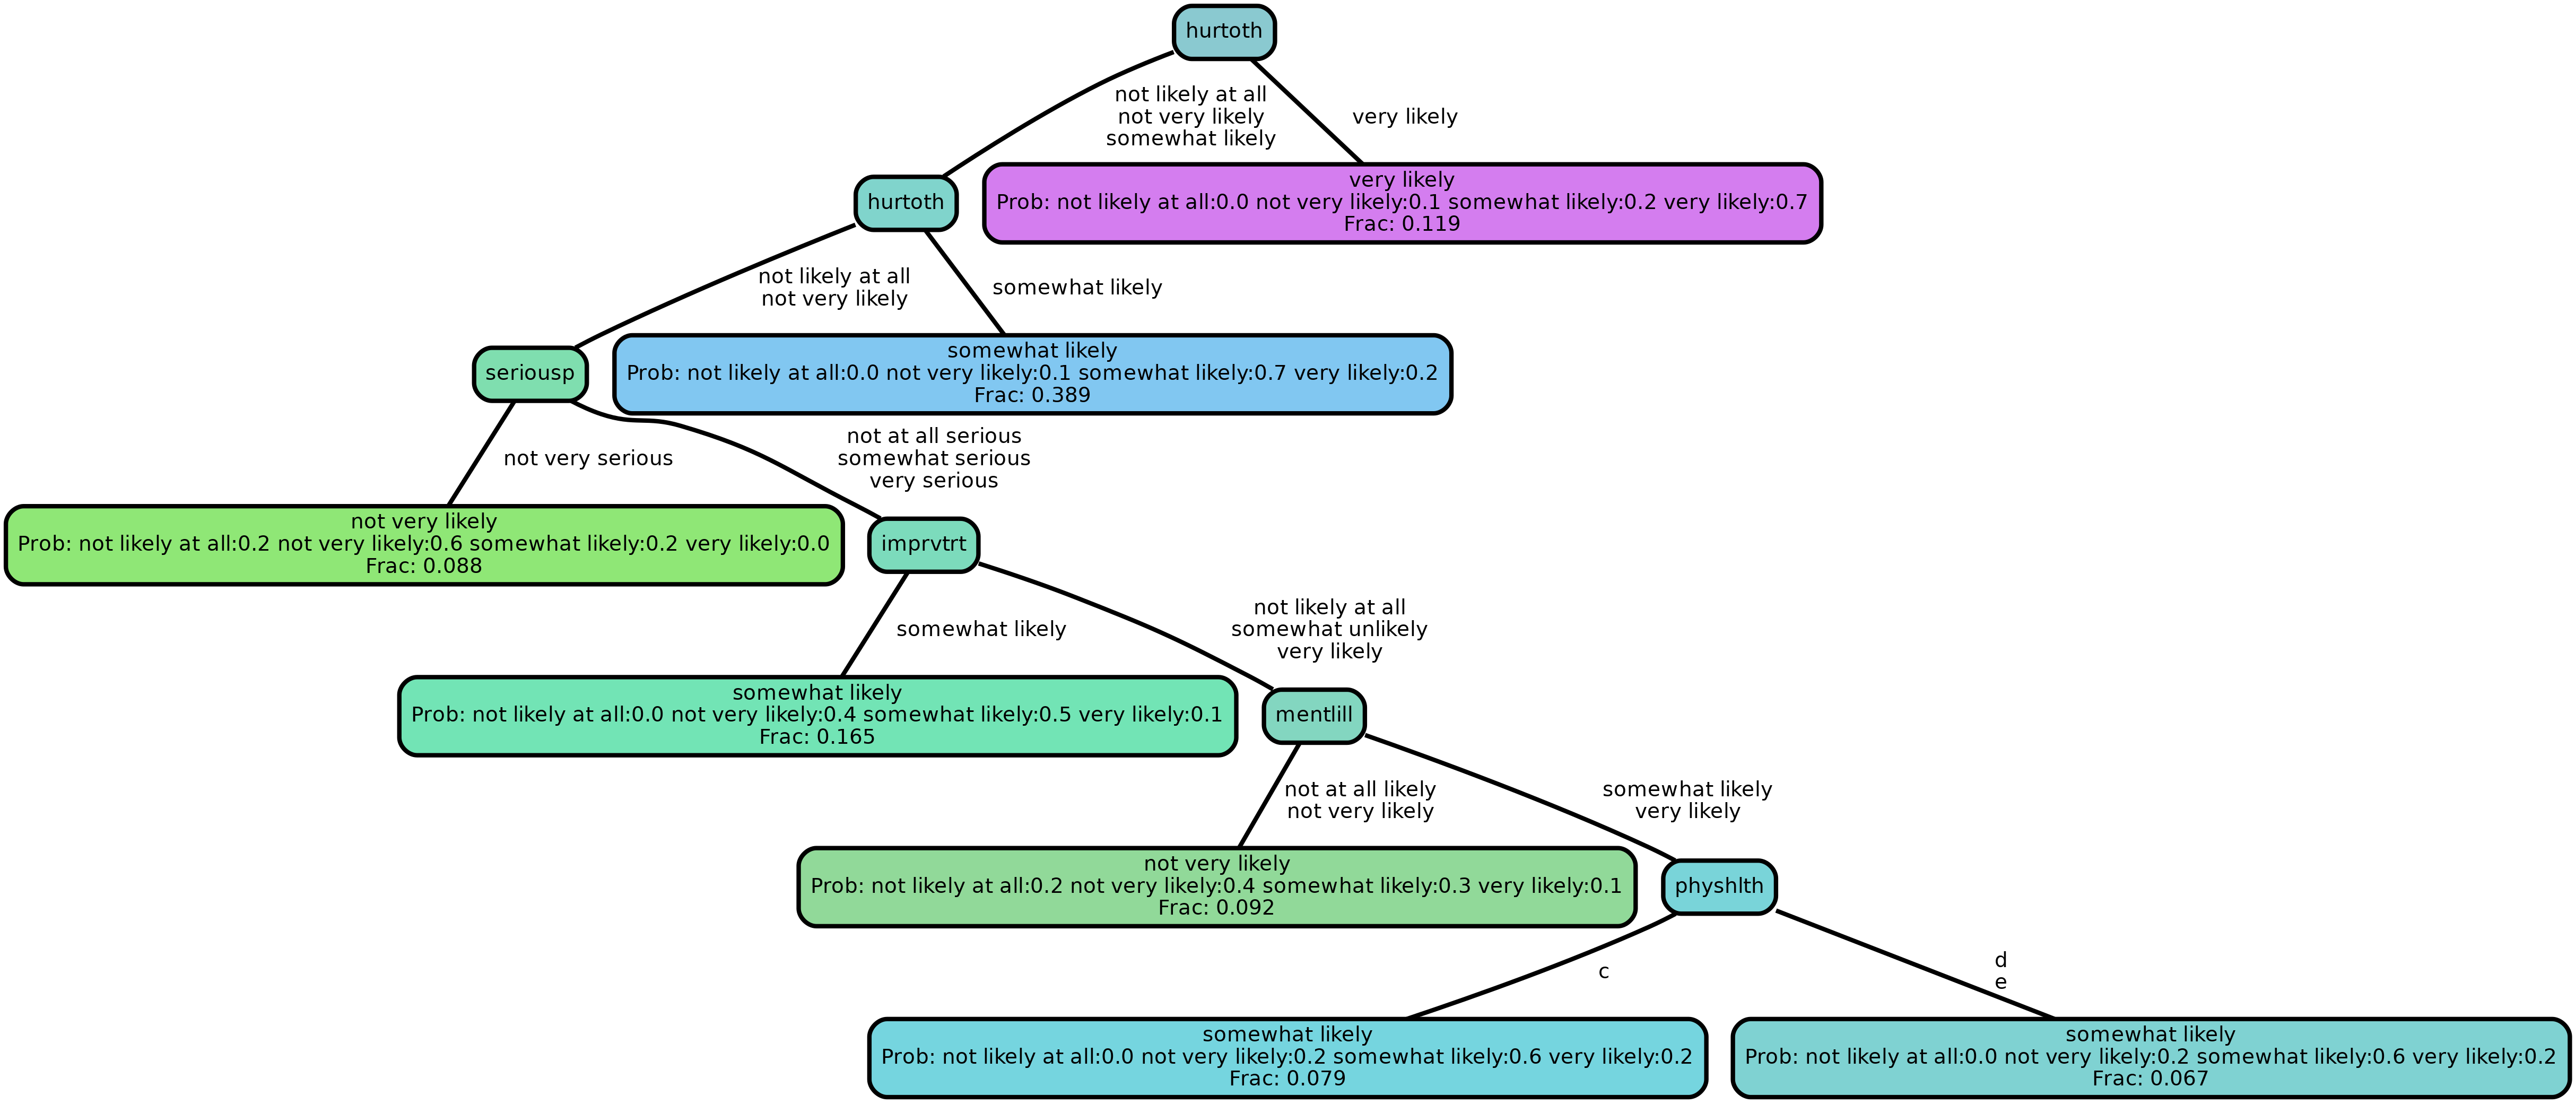 hurtoth
not likely at all
not very likely
somewhat likely
very likely
hurtoth
very likely
Prob: not likely at all:0.0 not very likely:0.1 somewhat likely:0.2 very likely:0.7
Frac: 0.119
not likely at all
not very likely
somewhat likely
seriousp
somewhat likely
Prob: not likely at all:0.0 not very likely:0.1 somewhat likely:0.7 very likely:0.2
Frac: 0.389
not very serious
not at all serious
somewhat serious
very serious
not very likely
Prob: not likely at all:0.2 not very likely:0.6 somewhat likely:0.2 very likely:0.0
Frac: 0.088
imprvtrt
somewhat likely
not likely at all
somewhat unlikely
very likely
somewhat likely
Prob: not likely at all:0.0 not very likely:0.4 somewhat likely:0.5 very likely:0.1
Frac: 0.165
mentlill
not at all likely
not very likely
somewhat likely
very likely
not very likely
Prob: not likely at all:0.2 not very likely:0.4 somewhat likely:0.3 very likely:0.1
Frac: 0.092
physhlth
c
d
e
somewhat likely
Prob: not likely at all:0.0 not very likely:0.2 somewhat likely:0.6 very likely:0.2
Frac: 0.079
somewhat likely
Prob: not likely at all:0.0 not very likely:0.2 somewhat likely:0.6 very likely:0.2
Frac: 0.067